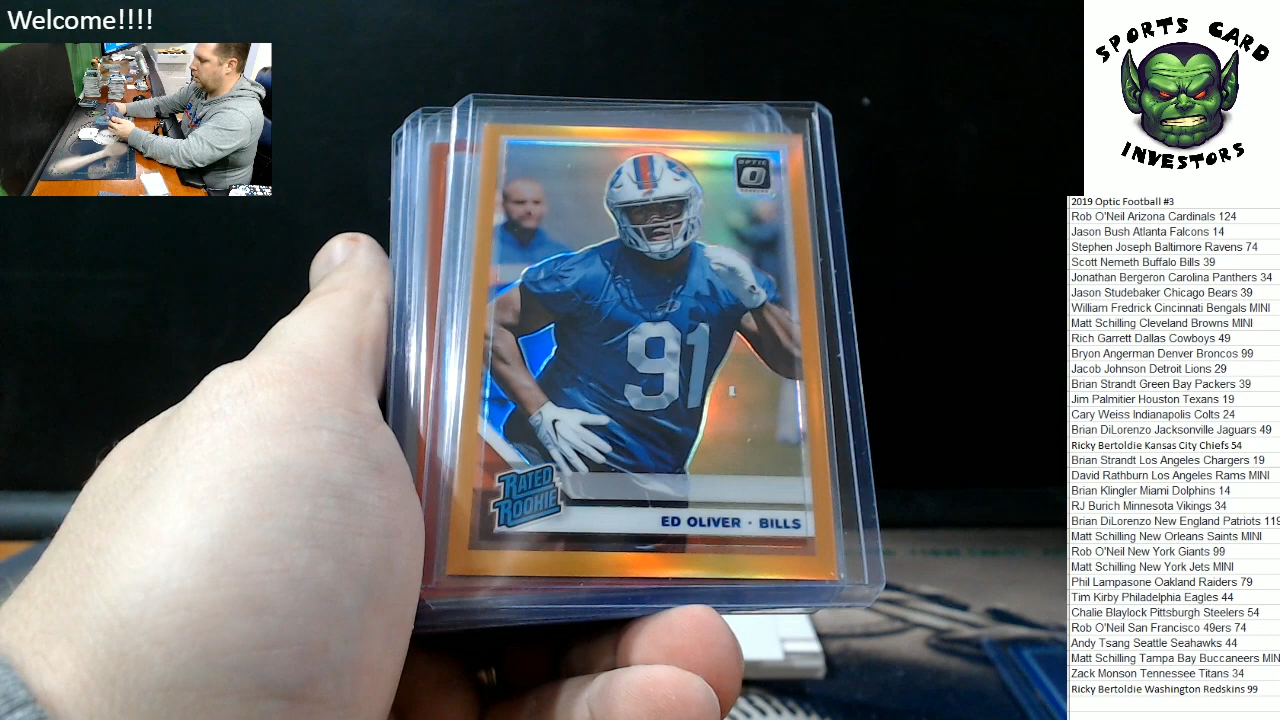 Welcome!!!!
SPORTS CARD
INVESTORS
OPTIC
91
RATED
ROOKIE
ED OLIVER · BILLS
2019 Optic Football #3
Rob O'Neil Arizona Cardinals 124
Jason Bush Atlanta Falcons 14
Stephen Joseph Baltimore Ravens 74
Scott Nemeth Buffalo Bills 39
Jonathan Bergeron Carolina Panthers 34
Jason Studebaker Chicago Bears 39
William Fredrick Cincinnati Bengals MINI
Matt Schilling Cleveland Browns MINI
Rich Garrett Dallas Cowboys 49
Bryon Angerman Denver Broncos 99
Jacob Johnson Detroit Lions 29
Brian Strandt Green Bay Packers 39
Jim Palmitier Houston Texans 19
Cary Weiss Indianapolis Colts 24
Brian DiLorenzo Jacksonville Jaguars 49
Ricky Bertoldie Kansas City Chiefs 54
Brian Strandt Los Angeles Chargers 19
David Rathburn Los Angeles Rams MINI
Brian Klingler Miami Dolphins 14
RJ Burich Minnesota Vikings 34
Brian DiLorenzo New England Patriots 119
Matt Schilling New Orleans Saints MINI
Rob O'Neil New York Giants 99
Matt Schilling New York Jets MINI
Phil Lampasone Oakland Raiders 79
Tim Kirby Philadelphia Eagles 44
Chalie Blaylock Pittsburgh Steelers 54
Rob O'Neil San Francisco 49ers 74
Andy Tsang Seattle Seahawks 44
Matt Schilling Tampa Bay Buccaneers MIN
Zack Monson Tennessee Titans 34
Ricky Bertoldie Washington Redskins 99